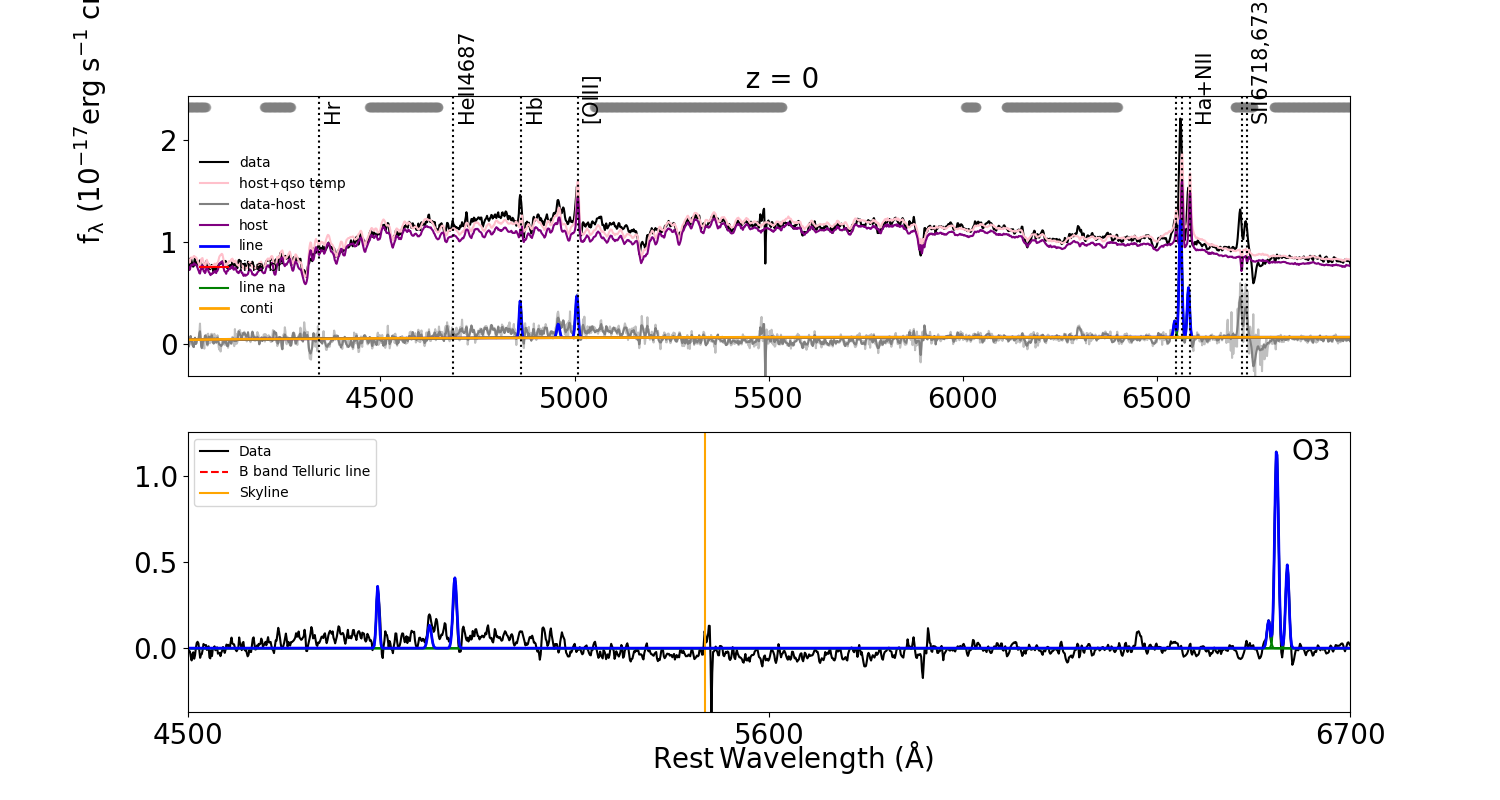 z = 0
fλ (10−17erg s−1 c
Hr
HeII4687
Hb
[OIII]
Ha+NII
SII6718,673
2
1
0
data
host+qso temp
data-host
host
line
line na
conti
4500
5000
5500
6000
6500
Data
B band Telluric line
Skyline
O3
1.0
0.5
0.0
4500
5600
6700
Rest Wavelength (Å)